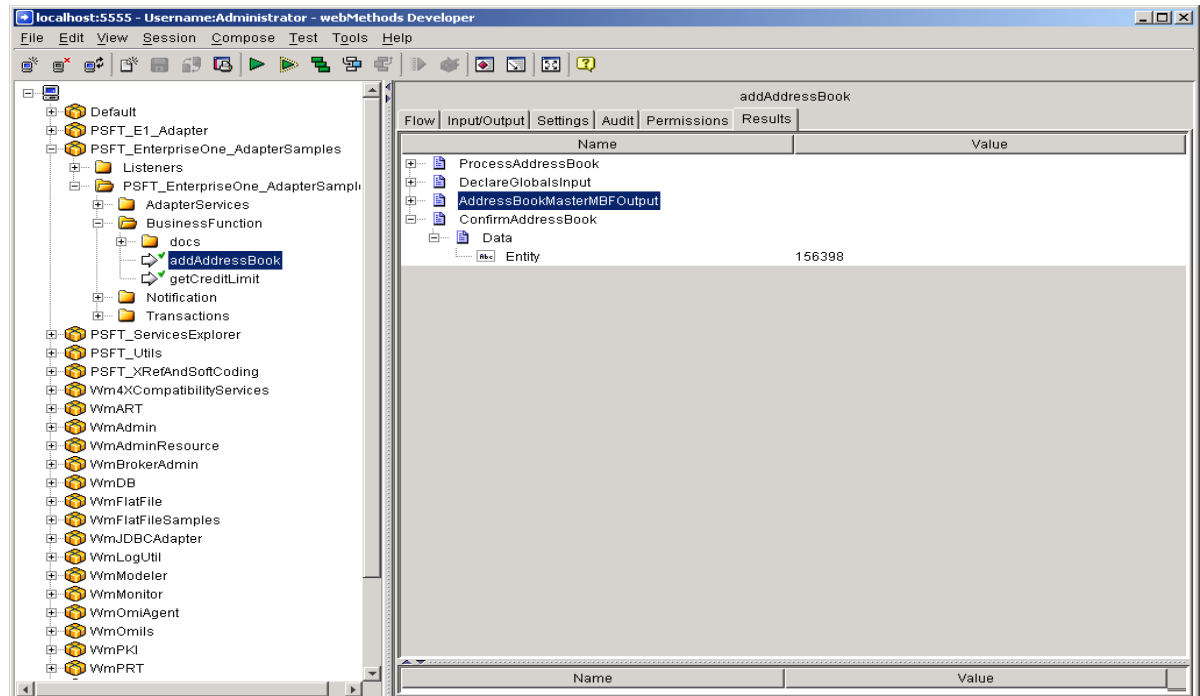 localhost:5555 - Username:Administrator - webMethods Developer
File Edit View Session Compose Test Tools Help
Default
PSFT_E1_Adapter
PSFT_EnterpriseOne_AdapterSamples
Listeners
PSFT_EnterpriseOne_AdapterSampl
AdapterServices
BusinessFunction
docs
addAddressBook
getCreditLimit
Notification
Transactions
PSFT_ServicesExplorer
PSFT_Utils
PSFT_XRefAndSoftCoding
Wm4XCompatibilityServices
WmART
WmAdmin
WmAdminResource
WmBrokerAdmin
WmDB
WmFlatFile
WmFlatFileSamples
WmJDBCAdapter
WmLogUtil
WmModeler
WmMonitor
WmOmiAgent
WmOmils
WmPKI
WmPRT
addAddressBook
Flow Input/Output Settings Audit Permissions Results
Name Value
ProcessAddressBook
DeclareGlobalsInput
AddressBookMasterMBFOutput
ConfirmAddressBook
Data
Abc Entity 156398
Name Value